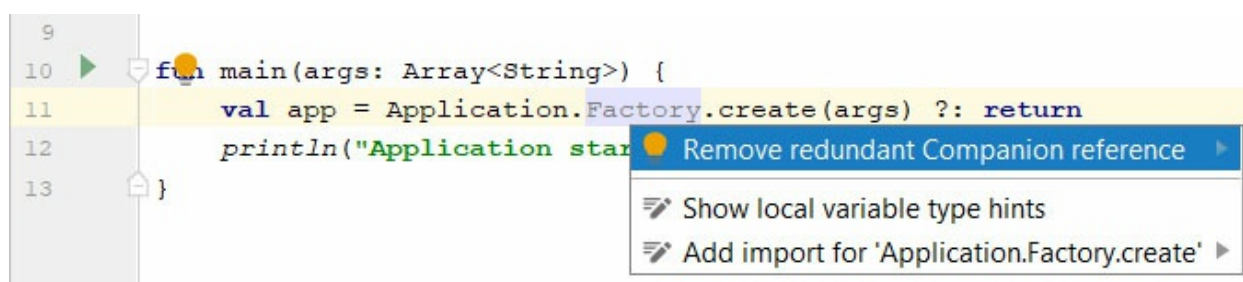 9
10 fun main(args: Array<String>) {
11 val app = Application.Factory.create(args) ?: return
12 println("Application star
Remove redundant Companion reference
13 }
Show local variable type hints
Add import for 'Application.Factory.create'